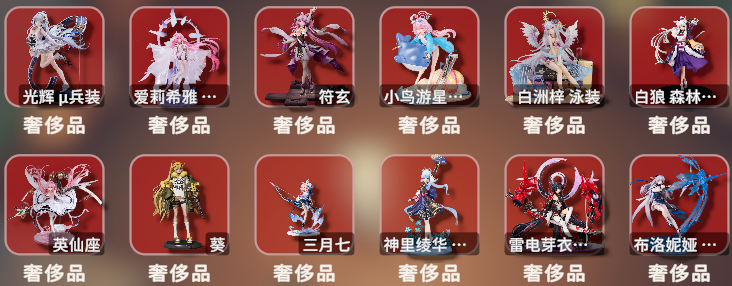 光辉 μ兵装
爱莉希雅 …
符玄
小鸟游星…
白洲梓 泳装
白狼 森林…
奢侈品
奢侈品
奢侈品
奢侈品
奢侈品
奢侈品
英仙座
葵
三月七
神里绫华 …
雷电芽衣…
布洛妮娅 …
奢侈品
奢侈品
奢侈品
奢侈品
奢侈品
奢侈品